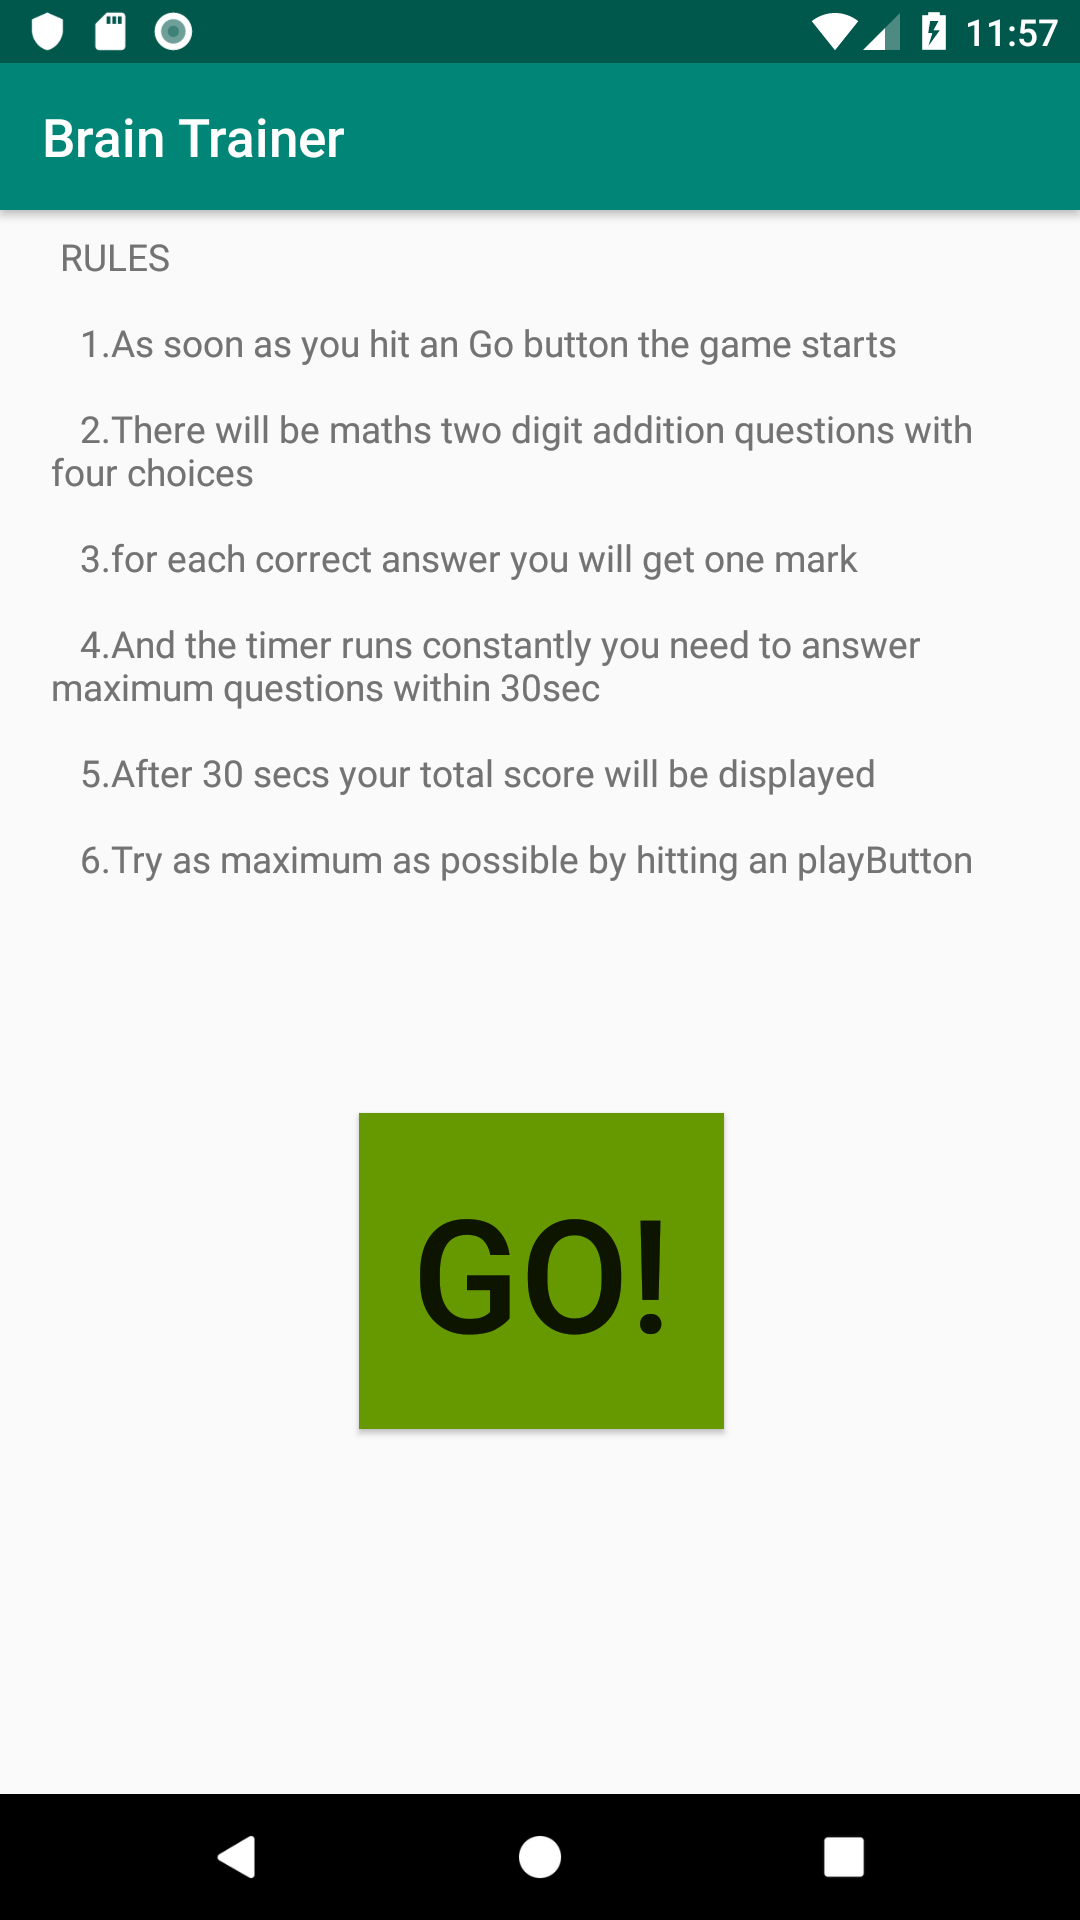 11:57
Brain Trainer
RULES
1.As soon as you hit an Go button the game starts
2.There will be maths two digit addition questions with
four choices
3.for each correct answer you will get one mark
4.And the timer runs constantly you need to answer
maximum questions within 30sec
5.After 30 secs your total score will be displayed
6.Try as maximum as possible by hitting an playButton
GO!